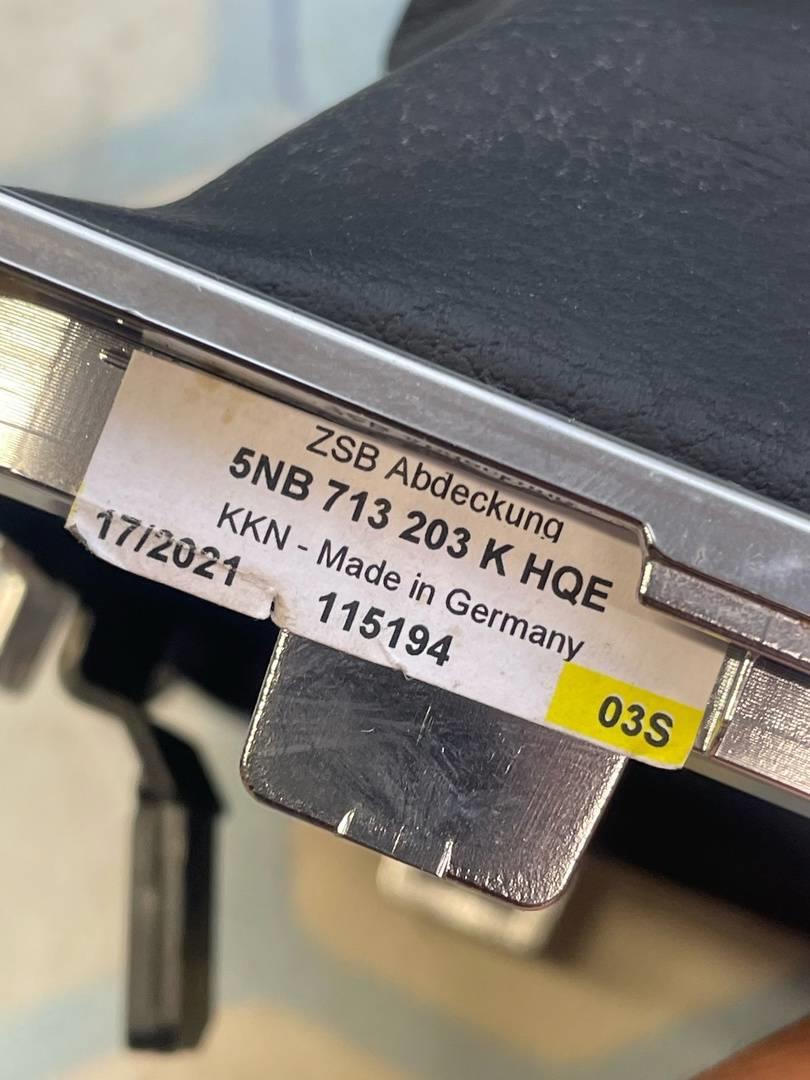 ZSB Abdeckung
5NB 713 203 K HQE
KKN - Made in Germany
17/2021 115194
03S